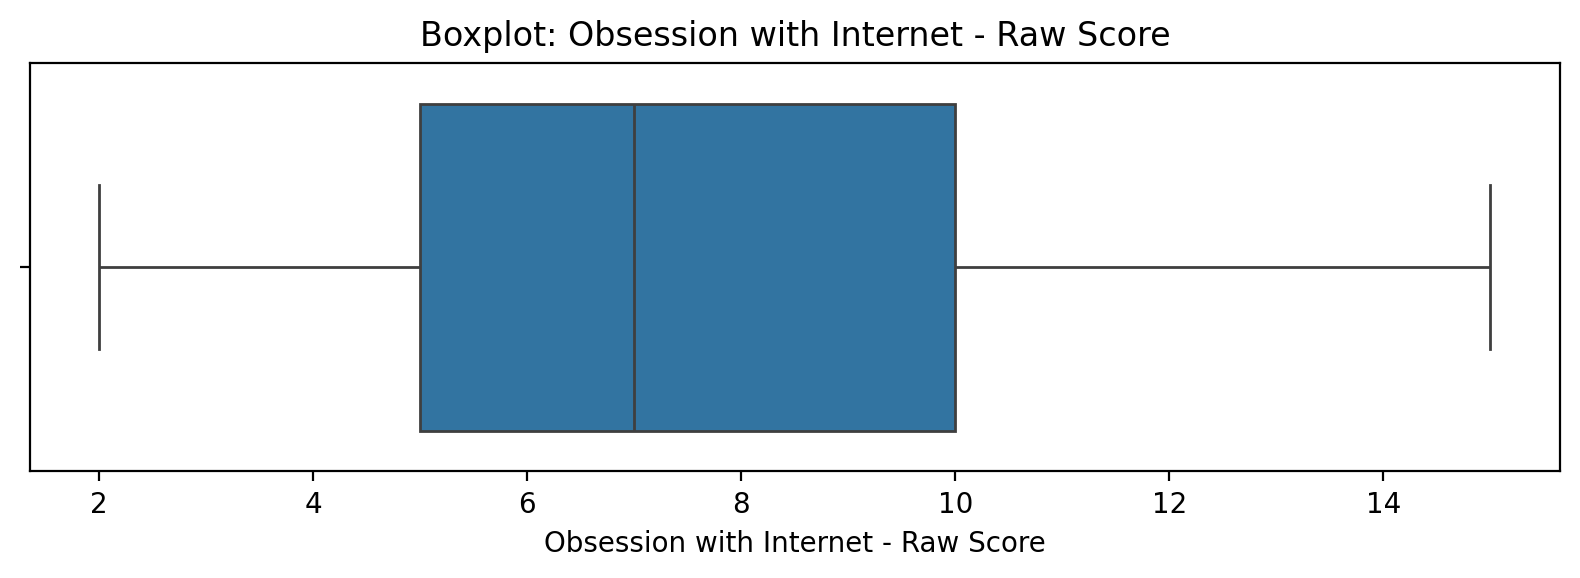 Boxplot: Obsession with Internet - Raw Score
2 4 6 8 10 12 14
Obsession with Internet - Raw Score